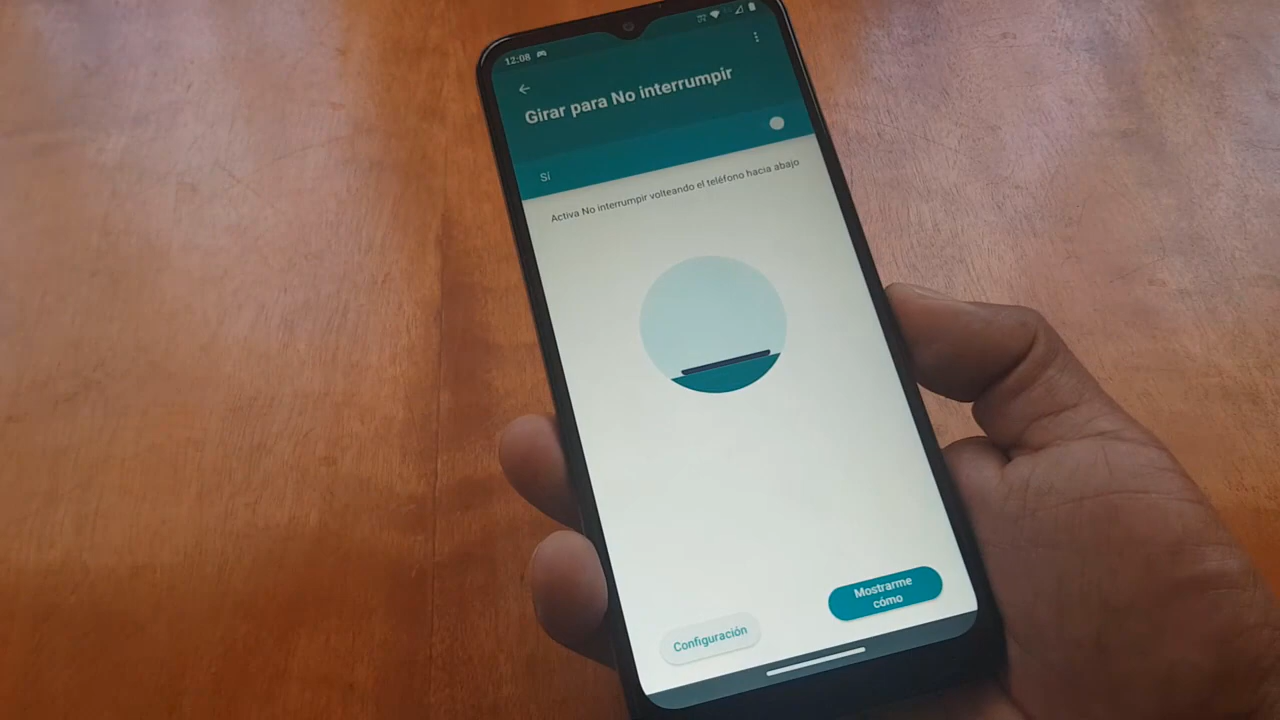 12:08
Girar para No interrumpir
Sí
Activa No interrumpir volteando el teléfono hacia abajo
Mostrarme
cómo
Configuración